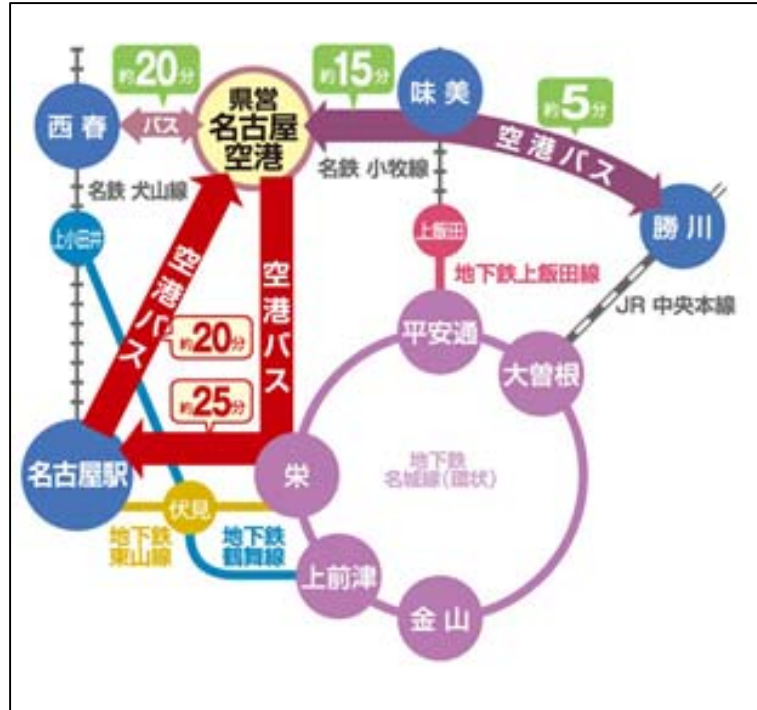 約20分
約15分
約5分
西春
バス
県営
名古屋
空港
味美
空港バス
勝川
名鉄 犬山線
名鉄 小牧線
上小田井
上飯田
地下鉄上飯田線
JR 中央本線
空港バス
空港バス
約20分
約25分
平安通
大曽根
名古屋駅
栄
地下鉄
名城線(環状)
伏見
地下鉄
東山線
地下鉄
鶴舞線
上前津
金山